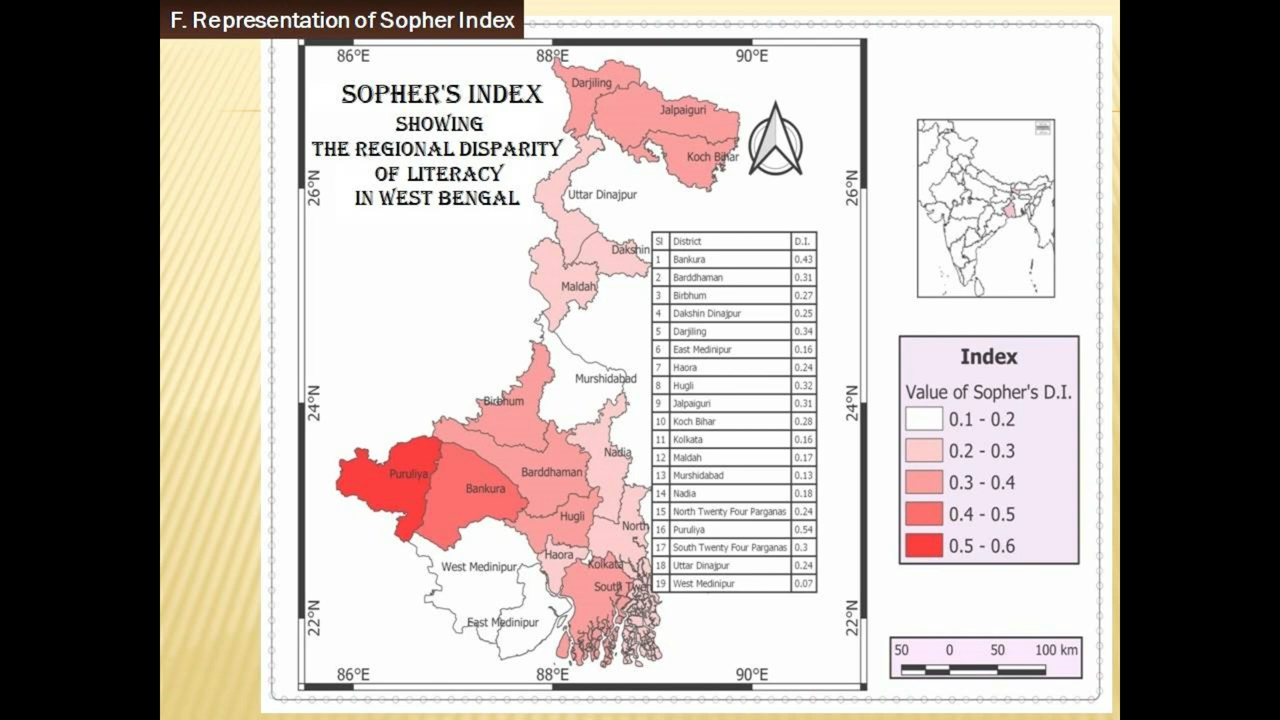 F. Representation of Sopher Index
86°E 88°E 90°E
SOPHER'S INDEX
SHOWING
THE REGIONAL DISPARITY
OF LITERACY
IN WEST BENGAL
26°N
24°N
22°N
26°N
24°N
22°N
Darjiling
Jalpaiguri
Koch Bihar
Uttar Dinajpur
Dakshin
Maldah
Murshidabad
Birbhum
Nadia
Puruliya
Barddhaman
Bankura
Hugli
North
Haora
Kolkata
West Medinipur
South Twen
East Medinipur
Sl District D.I.
1 Bankura 0.43
2 Barddhaman 0.31
3 Birbhum 0.27
4 Dakshin Dinajpur 0.25
5 Darjiling 0.34
6 East Medinipur 0.16
7 Haora 0.24
8 Hugli 0.32
9 Jalpaiguri 0.31
10 Koch Bihar 0.28
11 Kolkata 0.16
12 Maldah 0.17
13 Murshidabad 0.13
14 Nadia 0.18
15 North Twenty Four Parganas 0.24
16 Puruliya 0.54
17 South Twenty Four Parganas 0.3
18 Uttar Dinajpur 0.24
19 West Medinipur 0.07
86°E 88°E 90°E
Index
Value of Sopher's D.I.
0.1 - 0.2
0.2 - 0.3
0.3 - 0.4
0.4 - 0.5
0.5 - 0.6
50 0 50 100 km